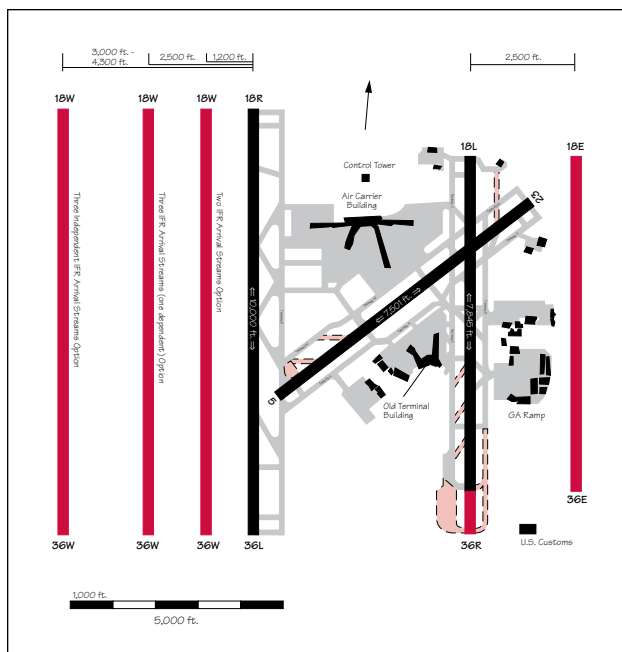 3,000 ft. -
4,300 ft.
2,500 ft.
1,200 ft.
2,500 ft.
18W
18W
18W
18R
18L
18E
Control Tower
Air Carrier
Building
23
Three Independent IFR Arrival Streams Option
Three IFR Arrival Streams (one dependent) Option
Two IFR Arrival Streams Option
⇐ 10,000 ft. ⇒
⇐ 7,501 ft. ⇒
⇐ 7,845 ft. ⇒
5
Old Terminal
Building
GA Ramp
36E
36W
36W
36W
36L
36R
U.S. Customs
1,000 ft.
5,000 ft.